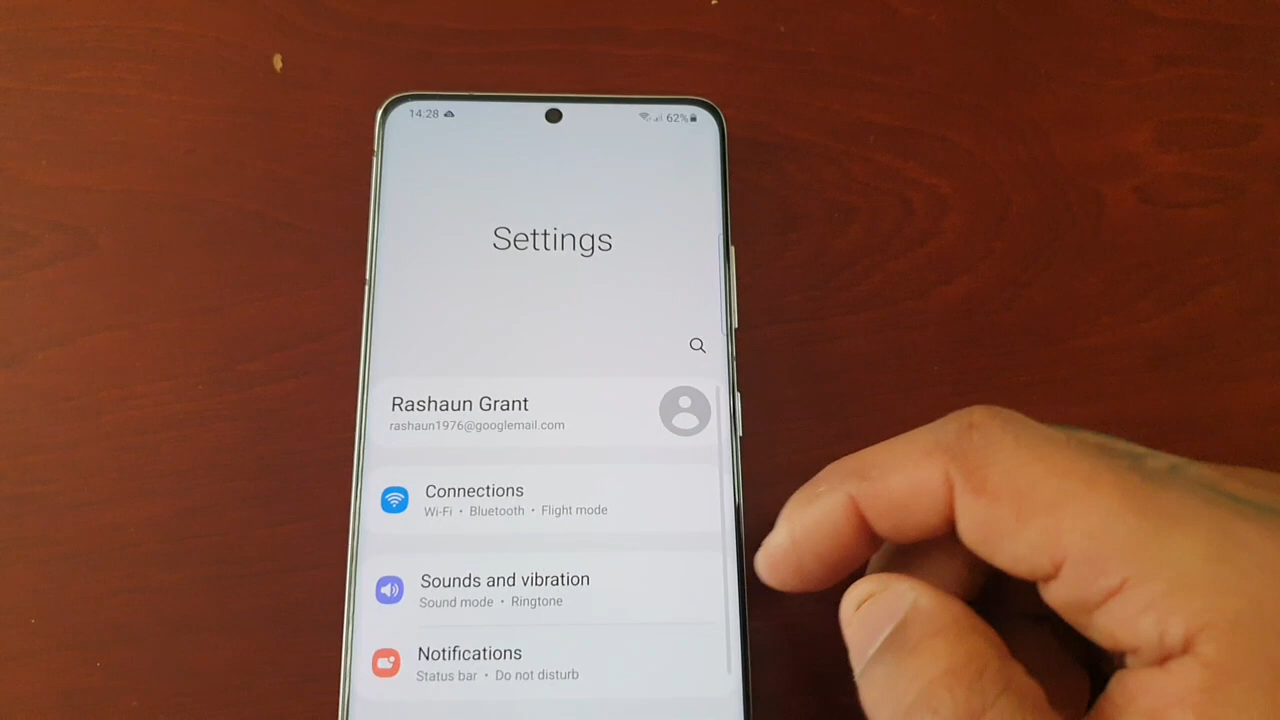 14:28 62%
Settings
Rashaun Grant
rashaun1976@googlemail.com
Connections
Wi-Fi • Bluetooth • Flight mode
Sounds and vibration
Sound mode • Ringtone
Notifications
Status bar • Do not disturb